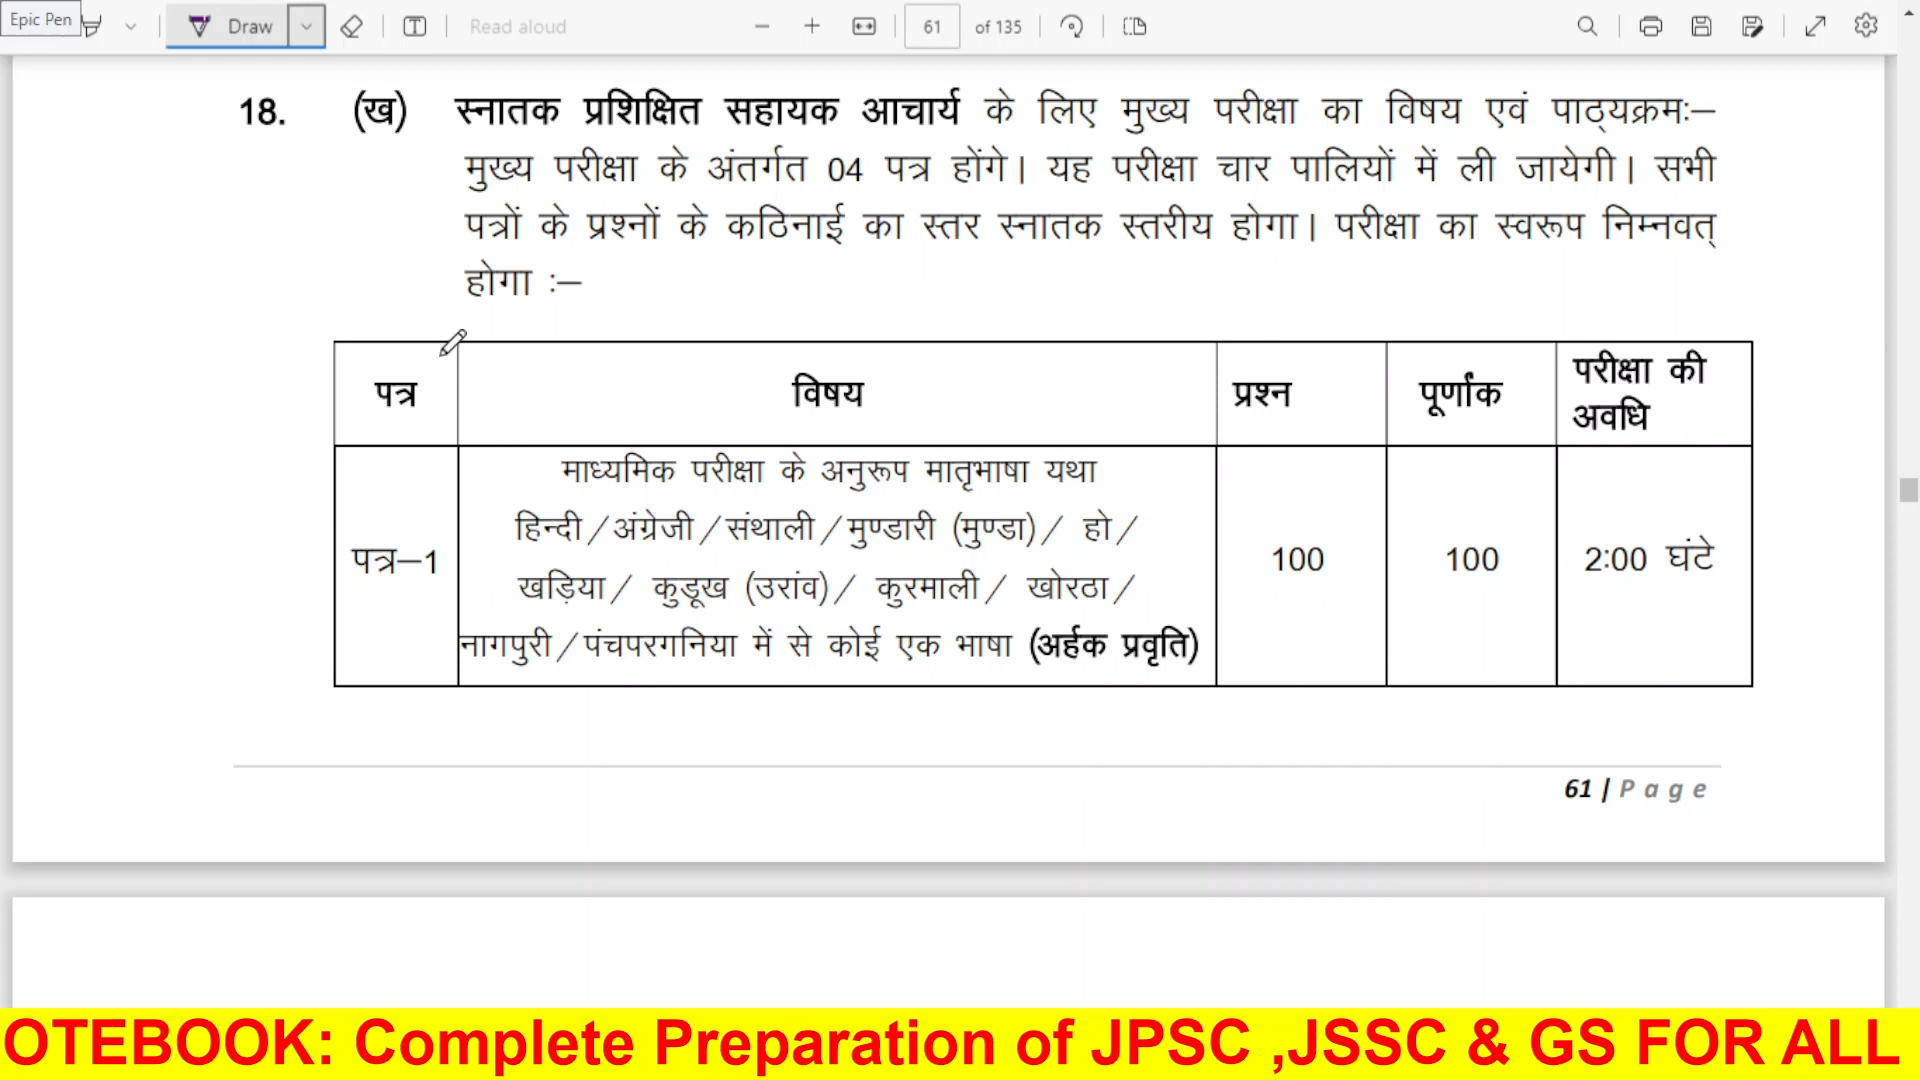 Epic Pen
Draw
Read aloud
61 of 135
18. (ख) स्नातक प्रशिक्षित सहायक आचार्य के लिए मुख्य परीक्षा का विषय एवं पाठ्यक्रमः–
मुख्य परीक्षा के अंतर्गत 04 पत्र होंगे। यह परीक्षा चार पालियों में ली जायेगी। सभी
पत्रों के प्रश्नों के कठिनाई का स्तर स्नातक स्तरीय होगा। परीक्षा का स्वरूप निम्नवत्
होगा :–
पत्र विषय प्रश्न पूर्णांक परीक्षा की
अवधि
माध्यमिक परीक्षा के अनुरूप मातृभाषा यथा
हिन्दी/अंग्रेजी/संथाली/मुण्डारी (मुण्डा)/ हो/
पत्र–1 100 100 2:00 घंटे
खड़िया/ कुडूख (उरांव)/ कुरमाली/ खोरठा/
नागपुरी/पंचपरगनिया में से कोई एक भाषा (अर्हक प्रवृति)
61 | Page
OTEBOOK: Complete Preparation of JPSC ,JSSC & GS FOR ALL